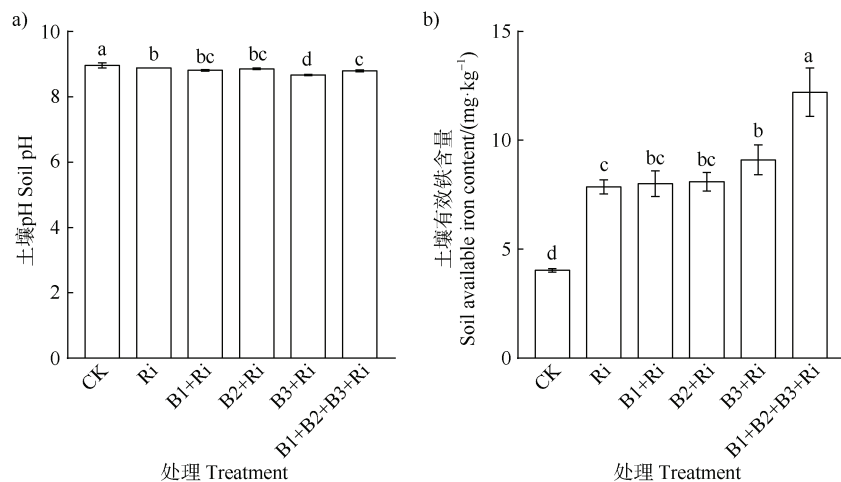 a)
土壤pH Soil pH
10
8
6
4
2
0
a
b
bc
bc
d
c
CK
Ri
B1+Ri
B2+Ri
B3+Ri
B1+B2+B3+Ri
处理 Treatment
b)
土壤有效铁含量
Soil available iron content/(mg·kg⁻¹)
15
10
5
0
d
c
bc
bc
b
a
CK
Ri
B1+Ri
B2+Ri
B3+Ri
B1+B2+B3+Ri
处理 Treatment